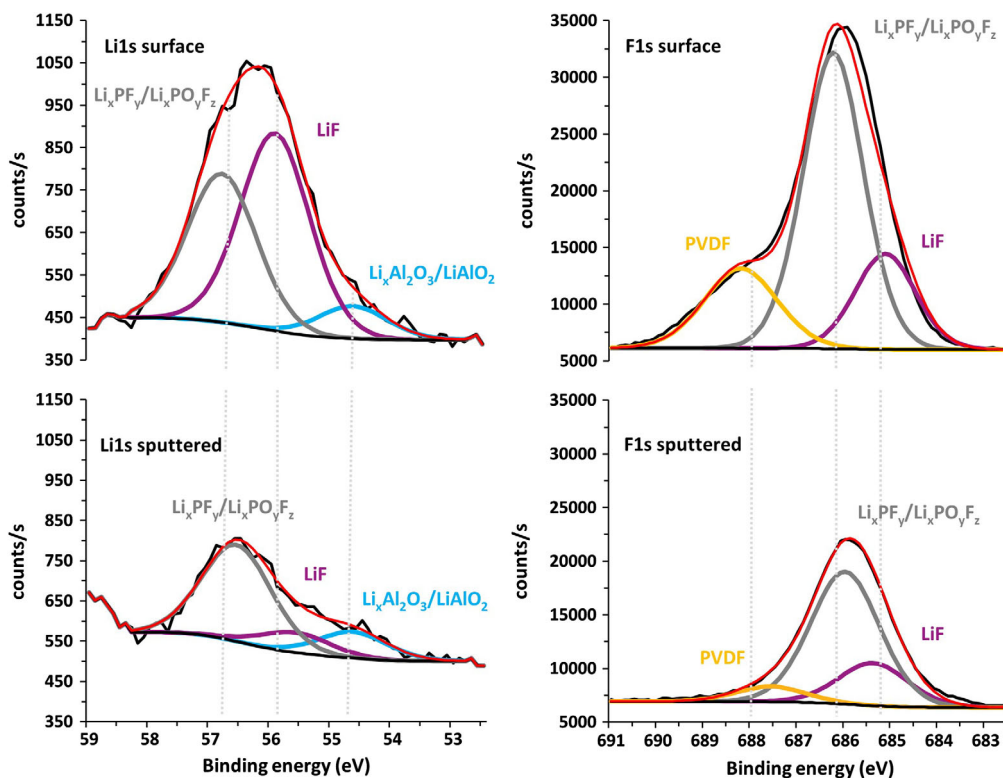 Li1s surface
LixPFy/LixPOyFz
LiF
LixAl2O3/LiAlO2
counts/s
1150
1050
950
850
750
650
550
450
350
F1s surface
LixPFy/LixPOyFz
PVDF
LiF
counts/s
35000
30000
25000
20000
15000
10000
5000
Li1s sputtered
LixPFy/LixPOyFz
LiF
LixAl2O3/LiAlO2
counts/s
1150
1050
950
850
750
650
550
450
350
59 58 57 56 55 54 53
Binding energy (eV)
F1s sputtered
LixPFy/LixPOyFz
PVDF
LiF
counts/s
35000
30000
25000
20000
15000
10000
5000
691 690 689 688 687 686 685 684 683
Binding energy (eV)